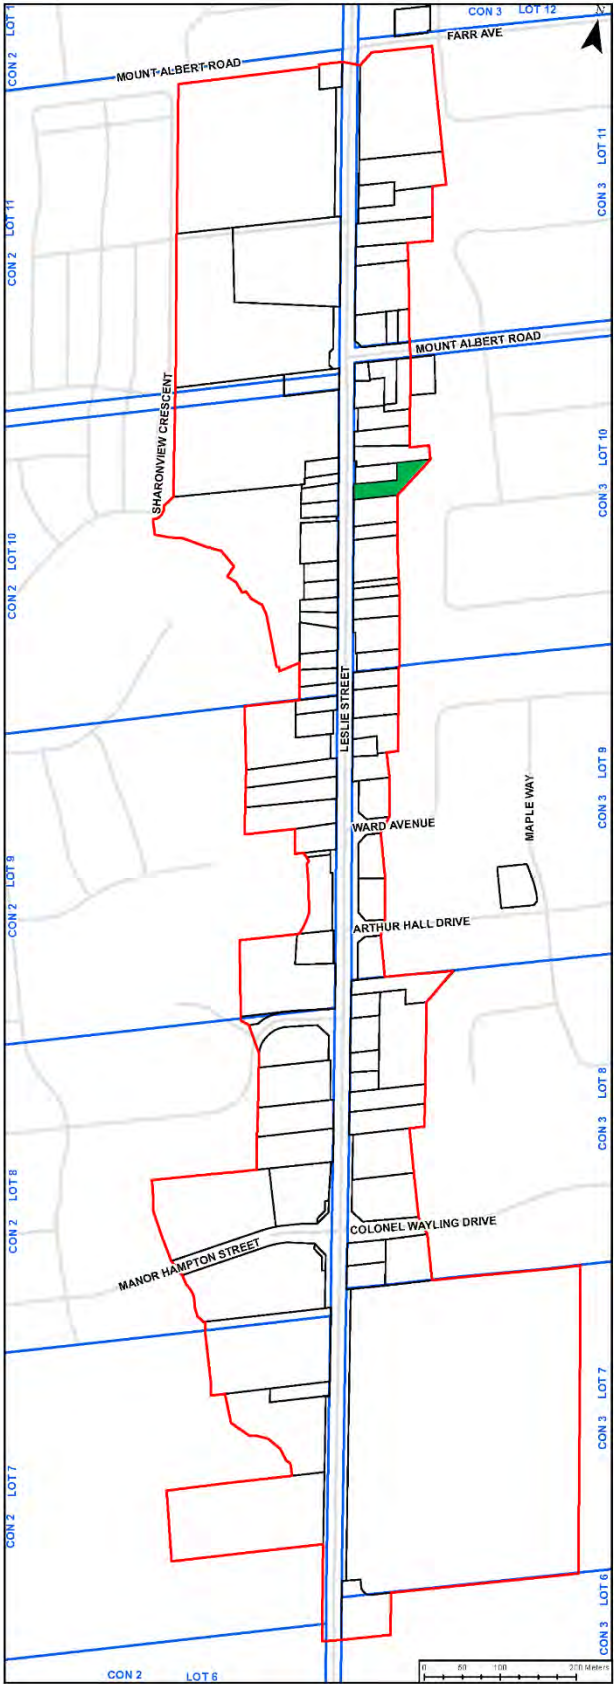 CON 3 LOT 12
N
CON 2 LOT 1
FARR AVE
MOUNT ALBERT ROAD
CON 3 LOT 11
CON 2 LOT 11
MOUNT ALBERT ROAD
SHARONVIEW CRESCENT
CON 3 LOT 10
CON 2 LOT 10
LESLIE STREET
CON 3 LOT 9
MAPLE WAY
WARD AVENUE
CON 2 LOT 9
ARTHUR HALL DRIVE
CON 3 LOT 8
CON 2 LOT 8
COLONEL WAYLING DRIVE
MANOR HAMPTON STREET
CON 3 LOT 7
CON 2 LOT 7
CON 3 LOT 6
0 50 100 200 Meters
CON 2 LOT 6